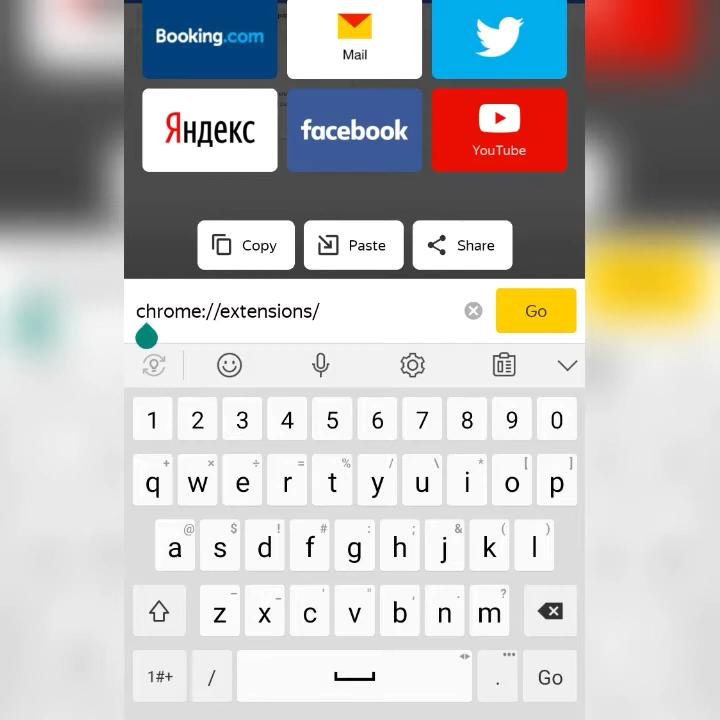 Booking.com
Mail
Яндекс
facebook
YouTube
Copy
Paste
Share
chrome://extensions/
Go
1 2 3 4 5 6 7 8 9 0
+ × ÷ = % / \ * [ ]
q w e r t y u i o p
@ $ ! # : ; & ( )
a s d f g h j k l
– _ ' " , . ?
z x c v b n m
1#+ / . Go